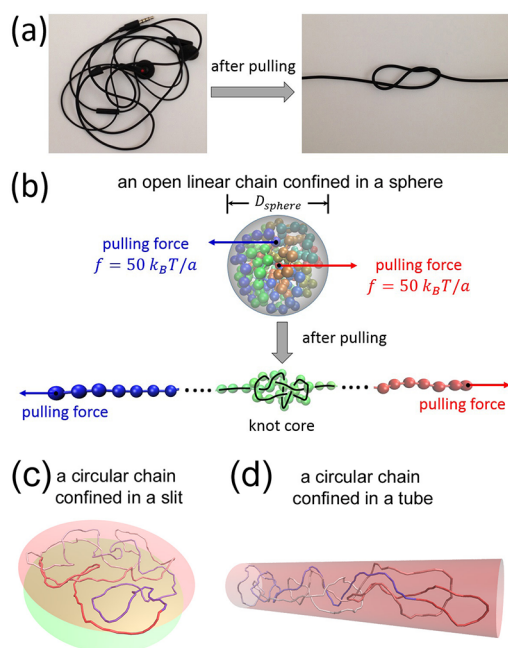 (a)
after pulling
(b)
an open linear chain confined in a sphere
D_sphere
pulling force
f = 50 k_BT/a
pulling force
f = 50 k_BT/a
after pulling
pulling force
knot core
pulling force
(c)
a circular chain
confined in a slit
(d)
a circular chain
confined in a tube